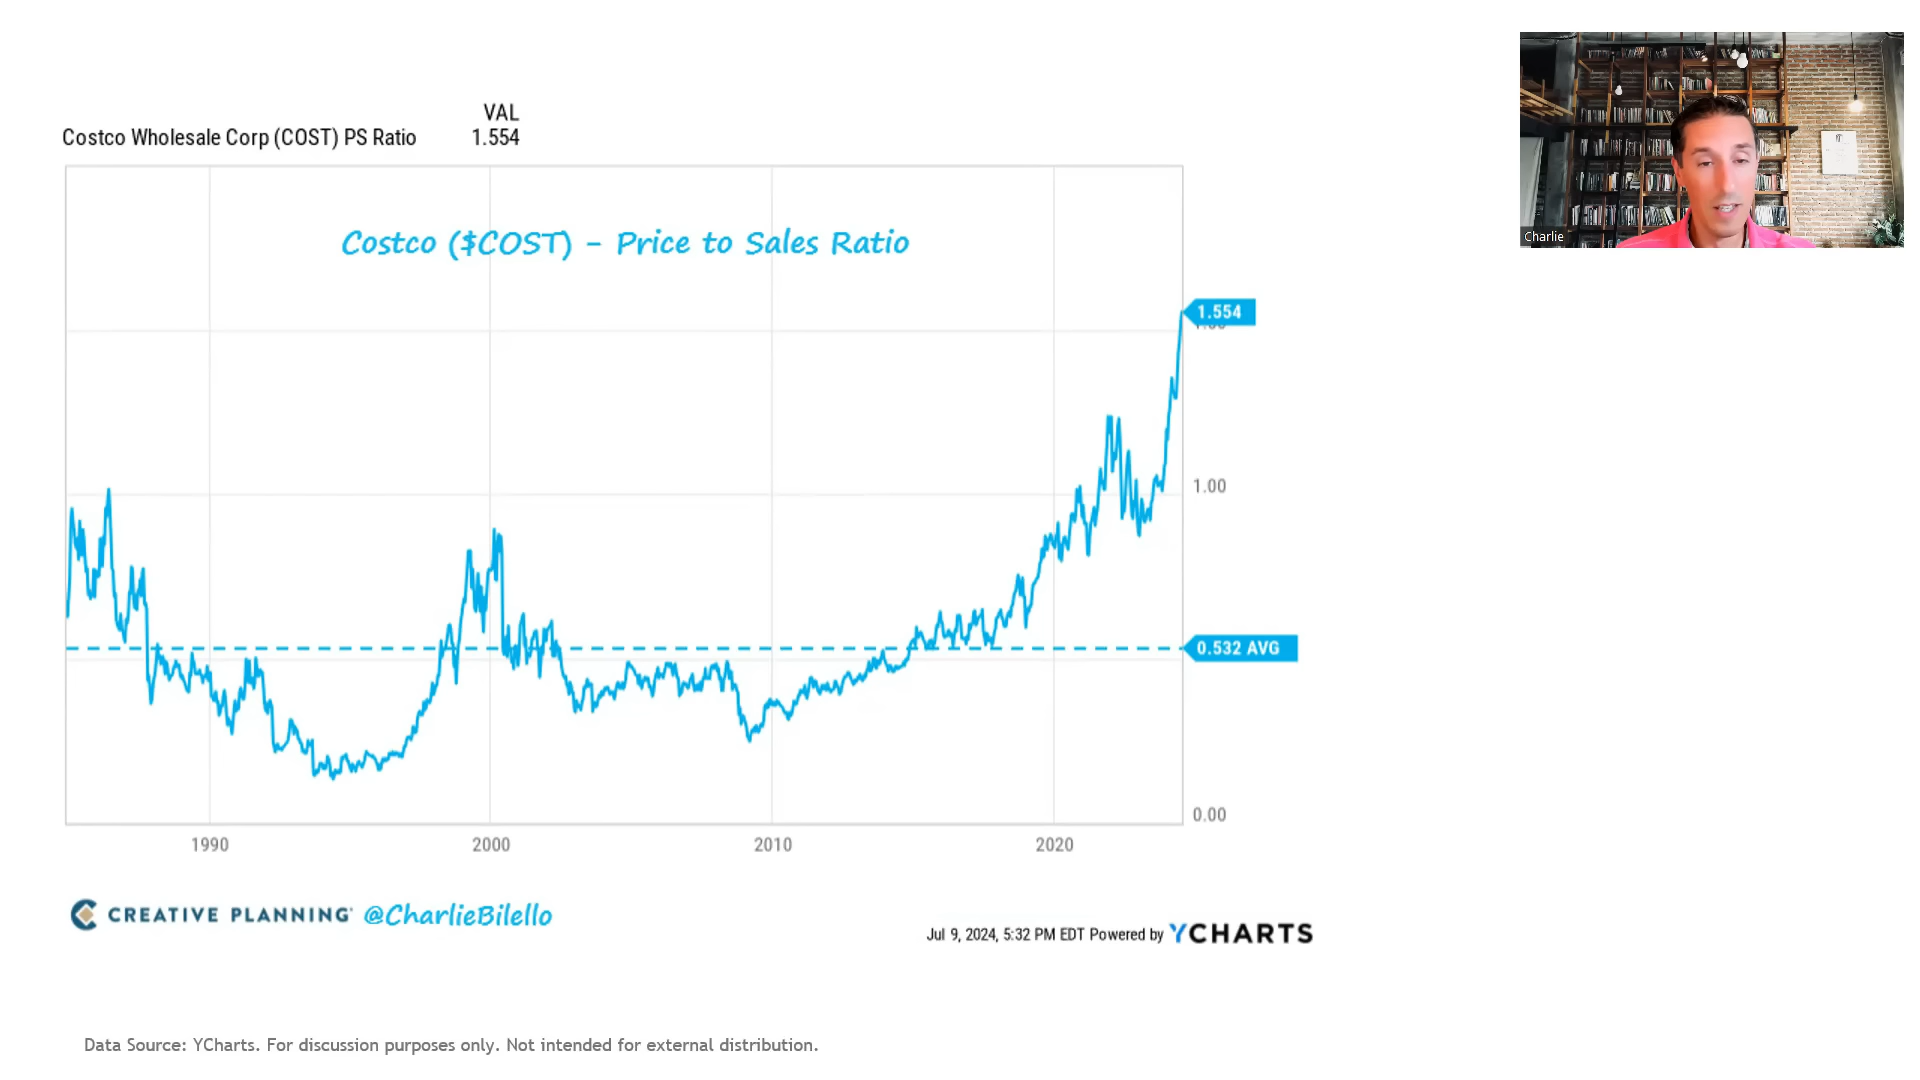 VAL
Costco Wholesale Corp (COST) PS Ratio 1.554
Costco ($COST) – Price to Sales Ratio
1.554
1.00
0.532 AVG
0.00
1990 2000 2010 2020
CREATIVE PLANNING @CharlieBilello
Jul 9, 2024, 5:32 PM EDT Powered by YCHARTS
Data Source: YCharts. For discussion purposes only. Not intended for external distribution.
Charlie